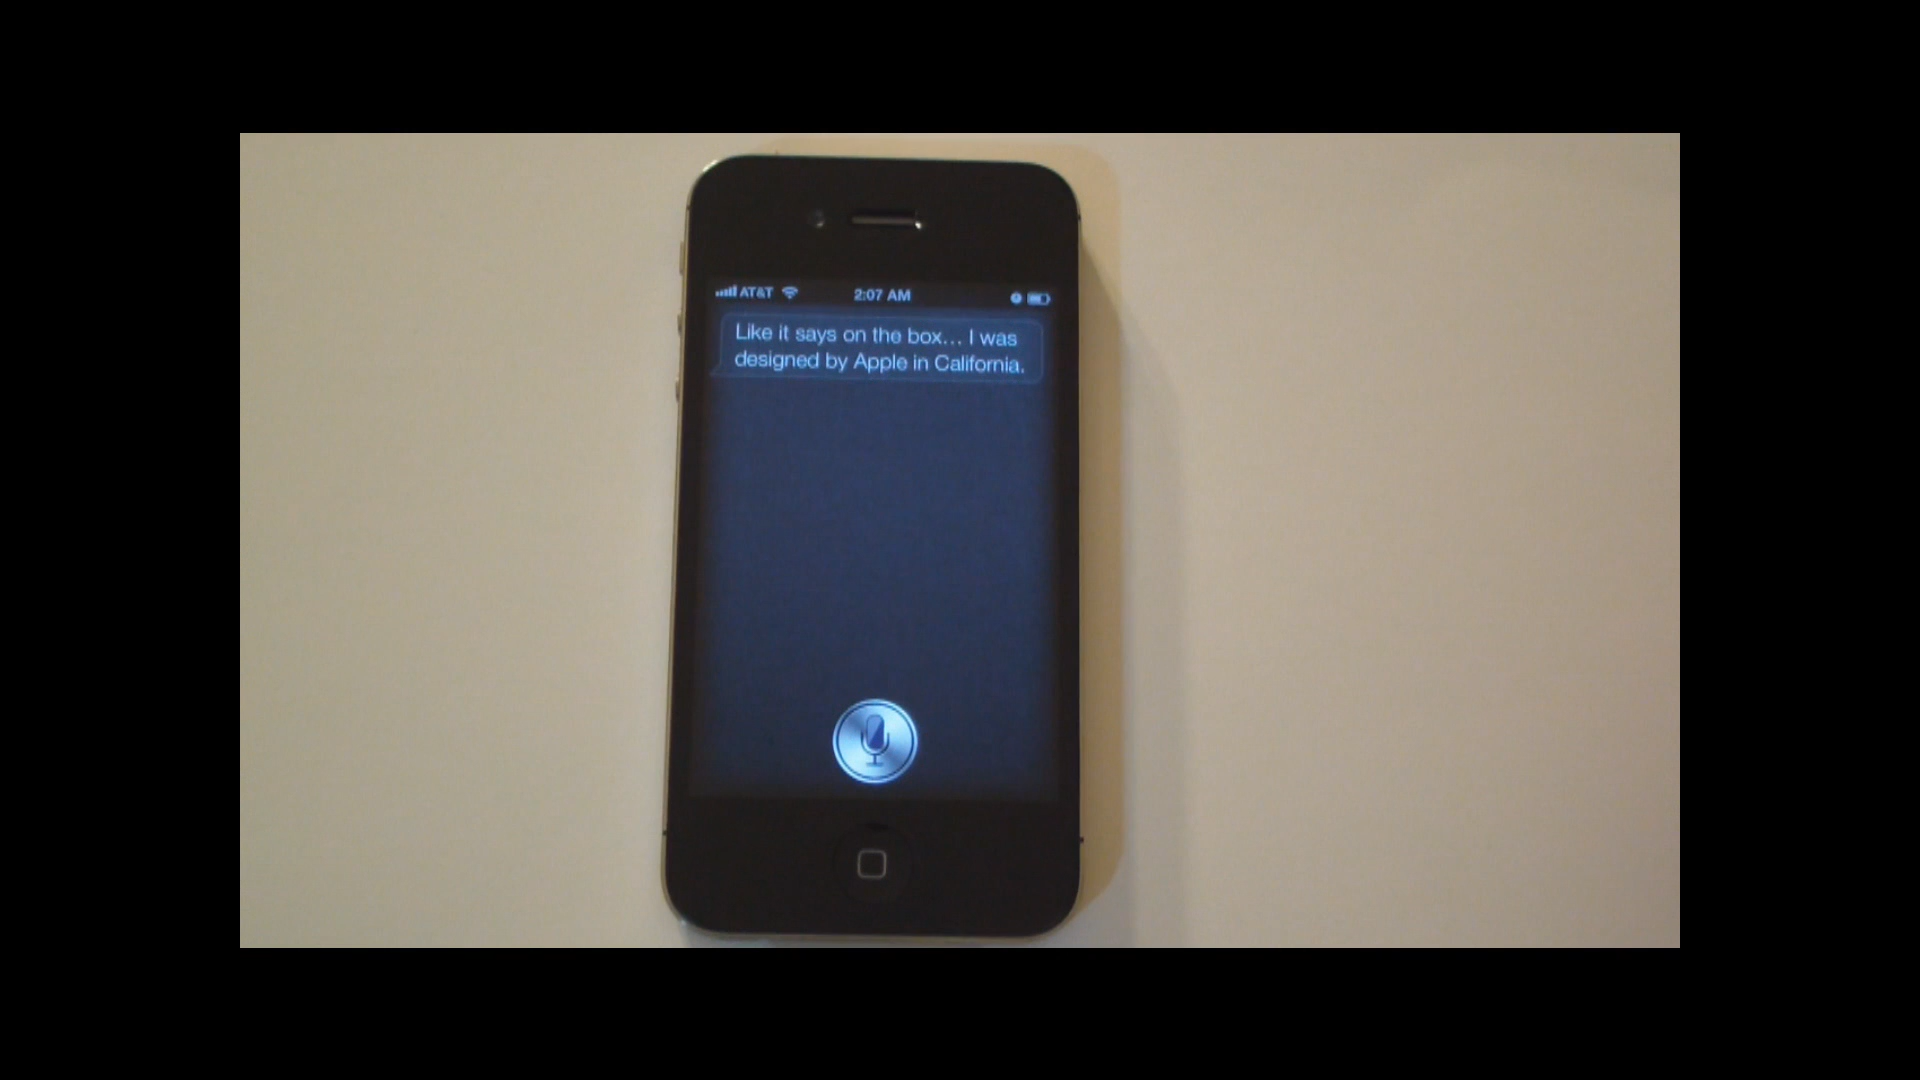 AT&T 2:07 AM
Like it says on the box... I was
designed by Apple in California.